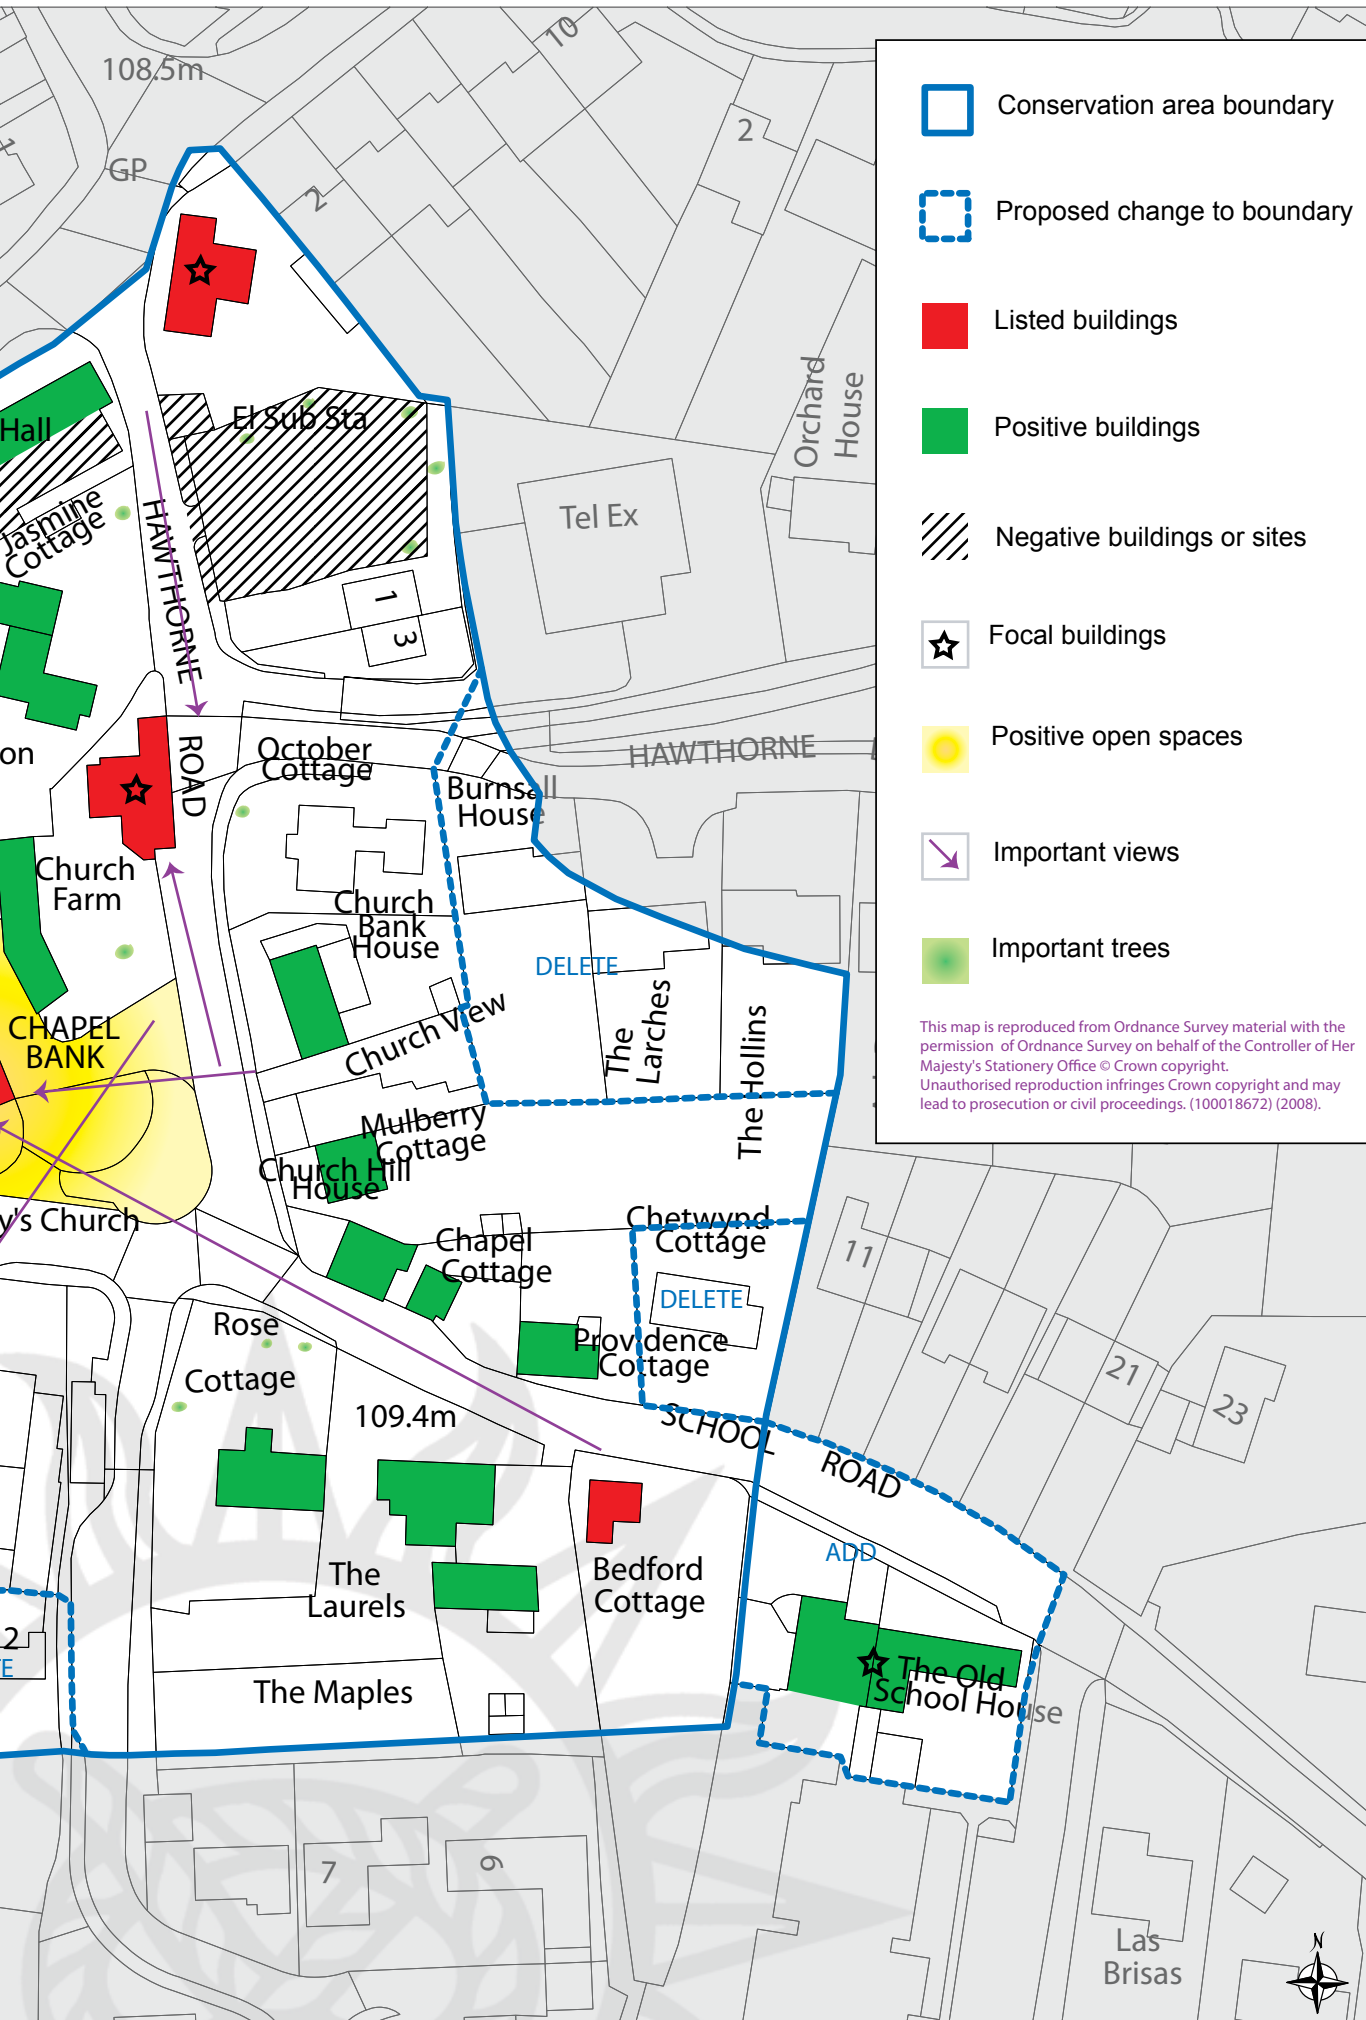 108.5m
10
2
GP
2
1
Conservation area boundary
Proposed change to boundary
Listed buildings
Positive buildings
Negative buildings or sites
Focal buildings
Positive open spaces
Important views
Important trees
This map is reproduced from Ordnance Survey material with the
permission of Ordnance Survey on behalf of the Controller of Her
Majesty's Stationery Office © Crown copyright.
Unauthorised reproduction infringes Crown copyright and may
lead to prosecution or civil proceedings. (100018672) (2008).
Hall
El Sub Sta
Orchard
House
Tel Ex
Jasmine
Cottage
HAWTHORNE
ROAD
1
3
on
October
Cottage
HAWTHORNE
Burnsall
House
Church
Farm
Church
Bank
House
DELETE
The
Larches
The Hollins
CHAPEL
BANK
Church View
Mulberry
Cottage
Church Hill
House
y's Church
Chapel
Cottage
Chetwynd
Cottage
DELETE
11
Rose
Cottage
Providence
Cottage
21
23
109.4m
SCHOOL
ROAD
ADD
The
Laurels
Bedford
Cottage
2
TE
The Maples
The Old
School House
7
6
Las
Brisas
N